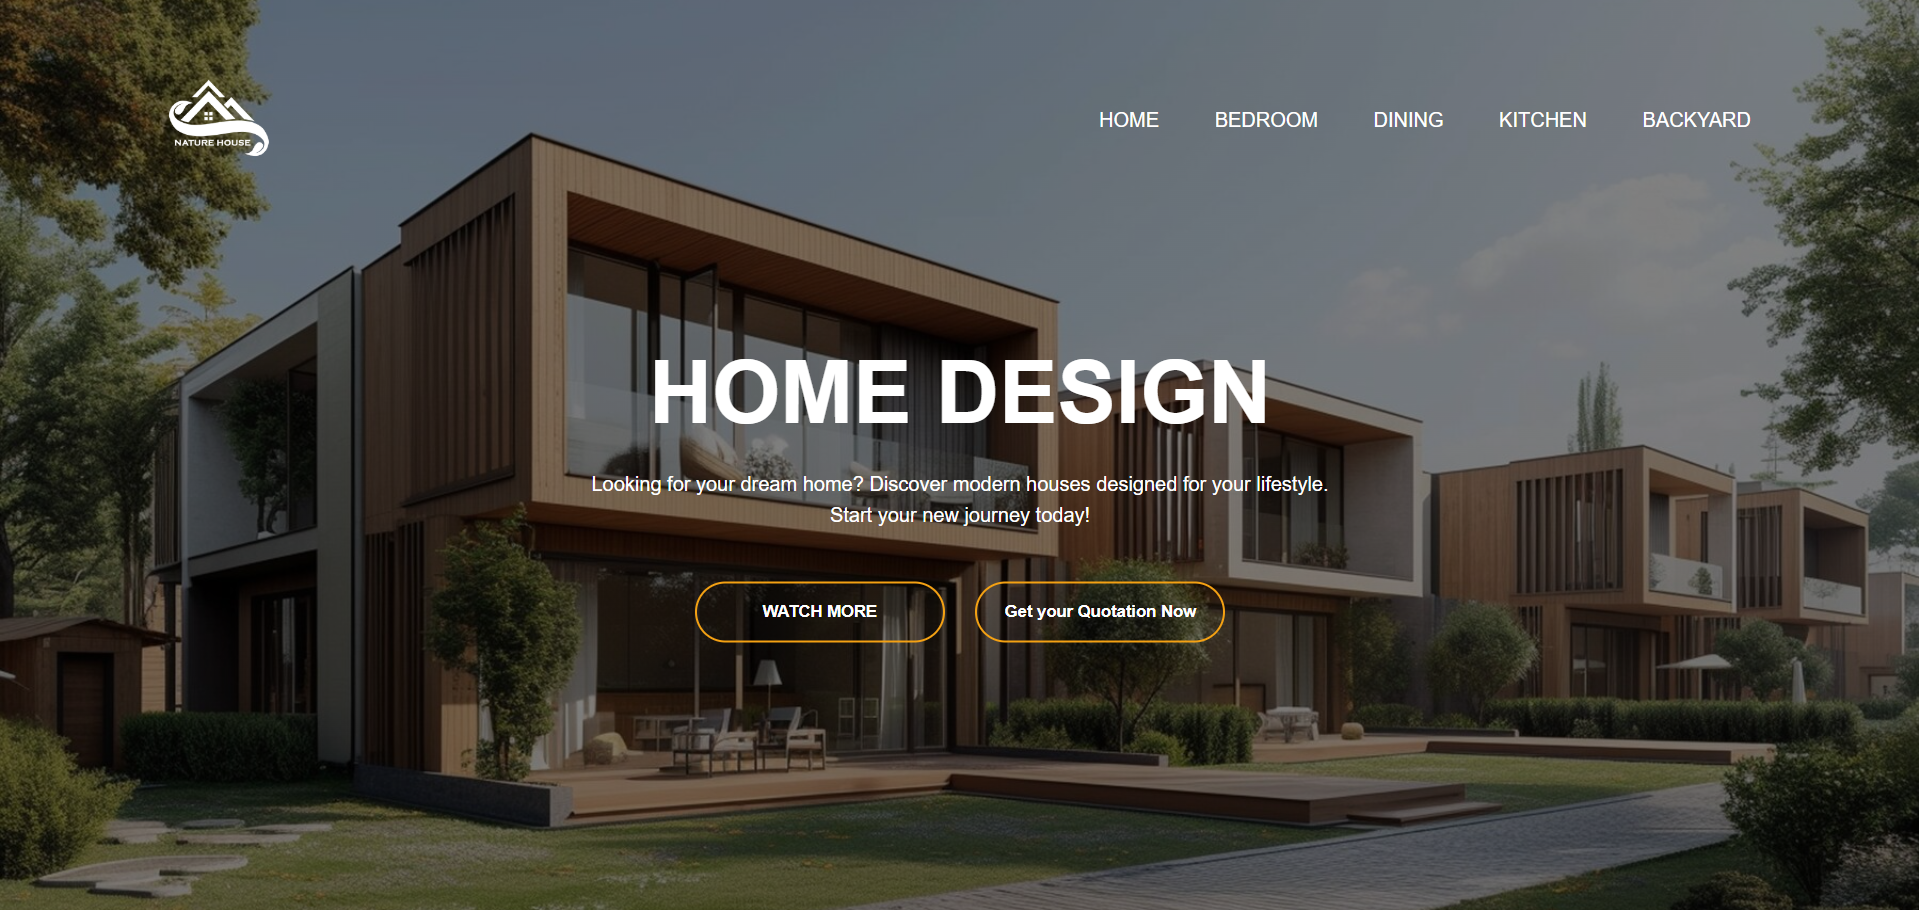 NATURE HOUSE
HOME
BEDROOM
DINING
KITCHEN
BACKYARD
HOME DESIGN
Looking for your dream home? Discover modern houses designed for your lifestyle.
Start your new journey today!
WATCH MORE
Get your Quotation Now